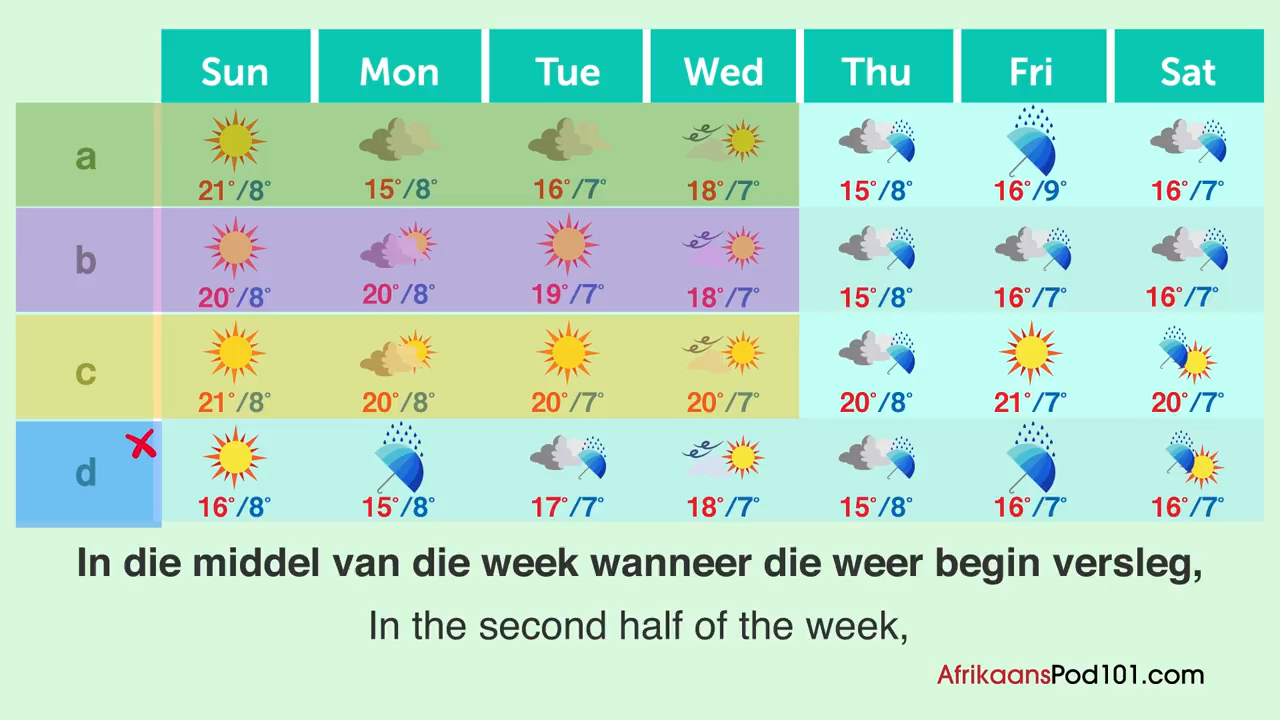 Sun Mon Tue Wed Thu Fri Sat
a
21°/8° 15°/8° 16°/7° 18°/7° 15°/8° 16°/9° 16°/7°
b
20°/8° 20°/8° 19°/7° 18°/7° 15°/8° 16°/7° 16°/7°
c
21°/8° 20°/8° 20°/7° 20°/7° 20°/8° 21°/7° 20°/7°
d
16°/8° 15°/8° 17°/7° 18°/7° 15°/8° 16°/7° 16°/7°
In die middel van die week wanneer die weer begin versleg,
In the second half of the week,
AfrikaansPod101.com